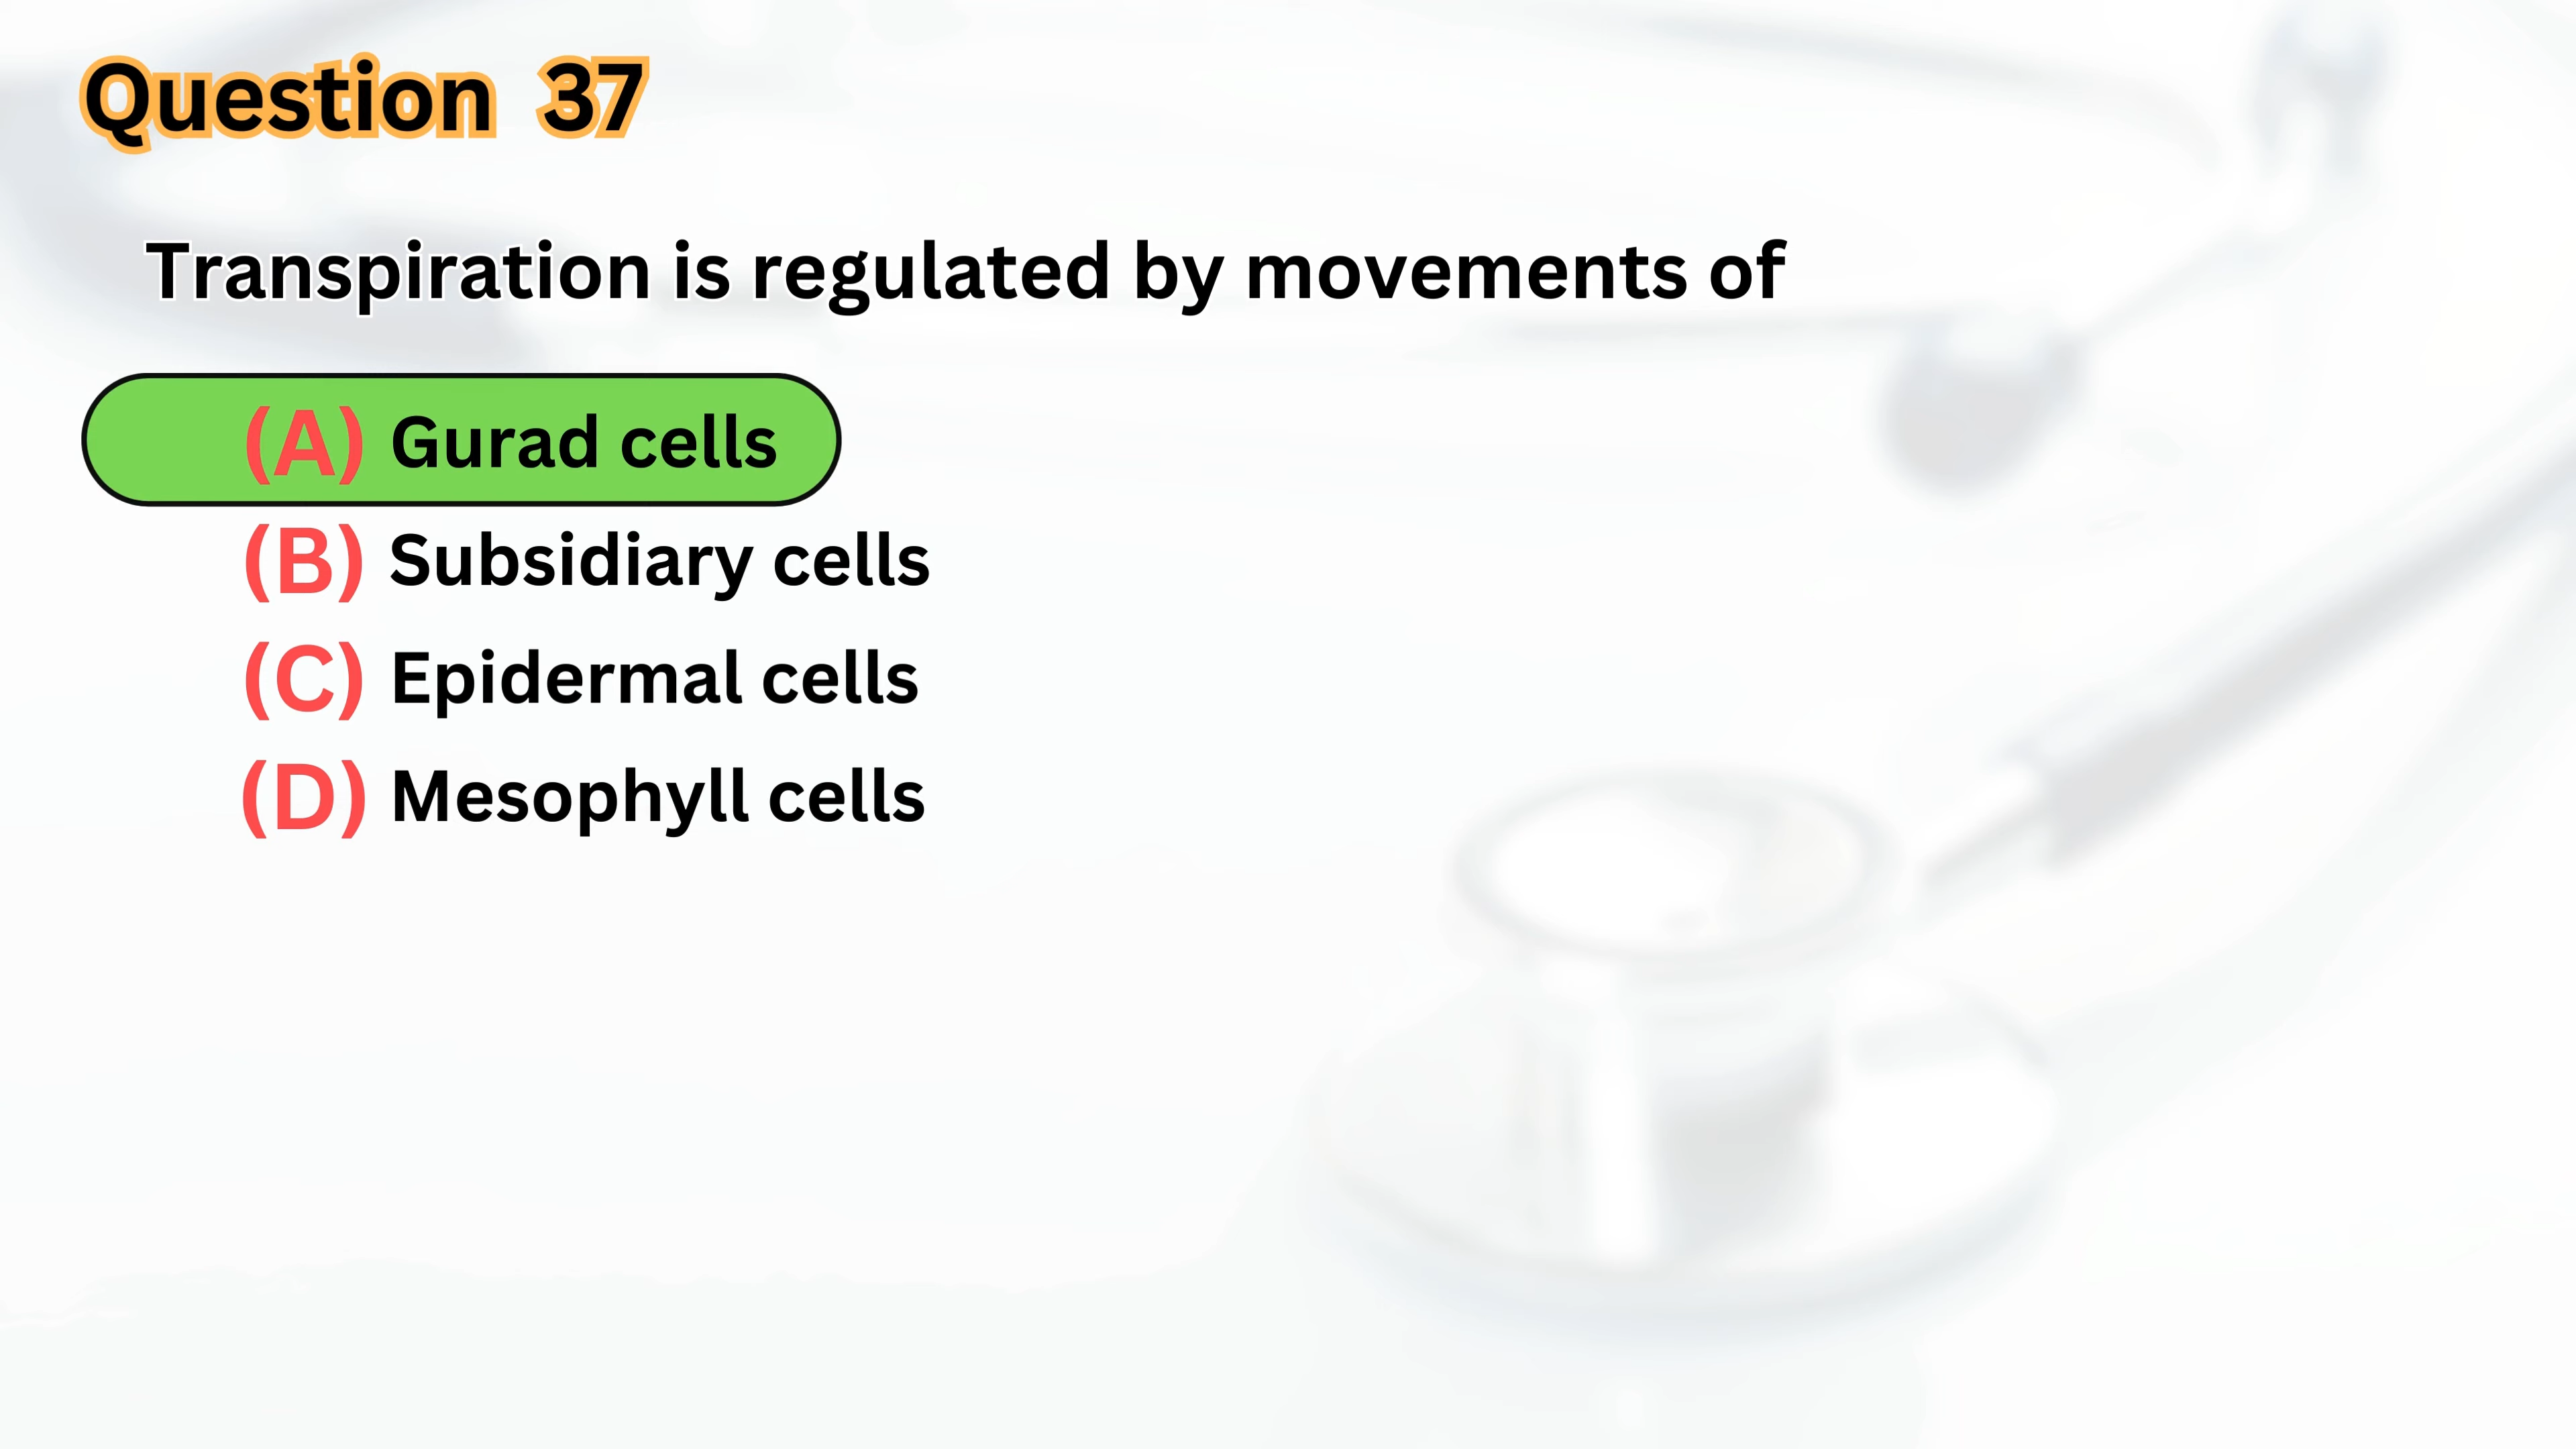 Question 37
Transpiration is regulated by movements of
(A) Gurad cells
(B) Subsidiary cells
(C) Epidermal cells
(D) Mesophyll cells